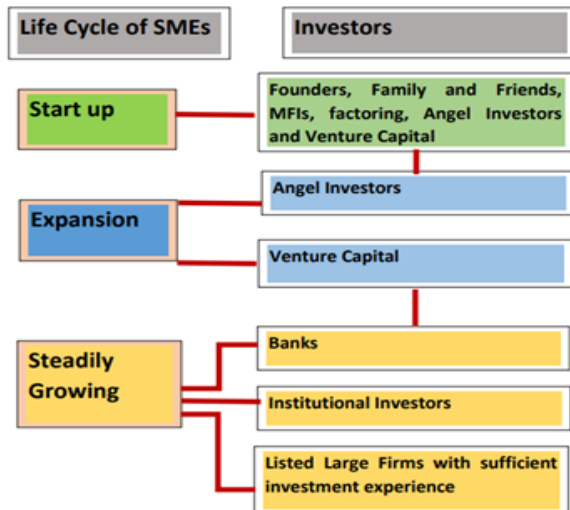 Life Cycle of SMEs
Investors
Start up
Founders, Family and Friends,
MFIs, factoring, Angel Investors
and Venture Capital
Expansion
Angel Investors
Venture Capital
Steadily
Growing
Banks
Institutional Investors
Listed Large Firms with sufficient
investment experience